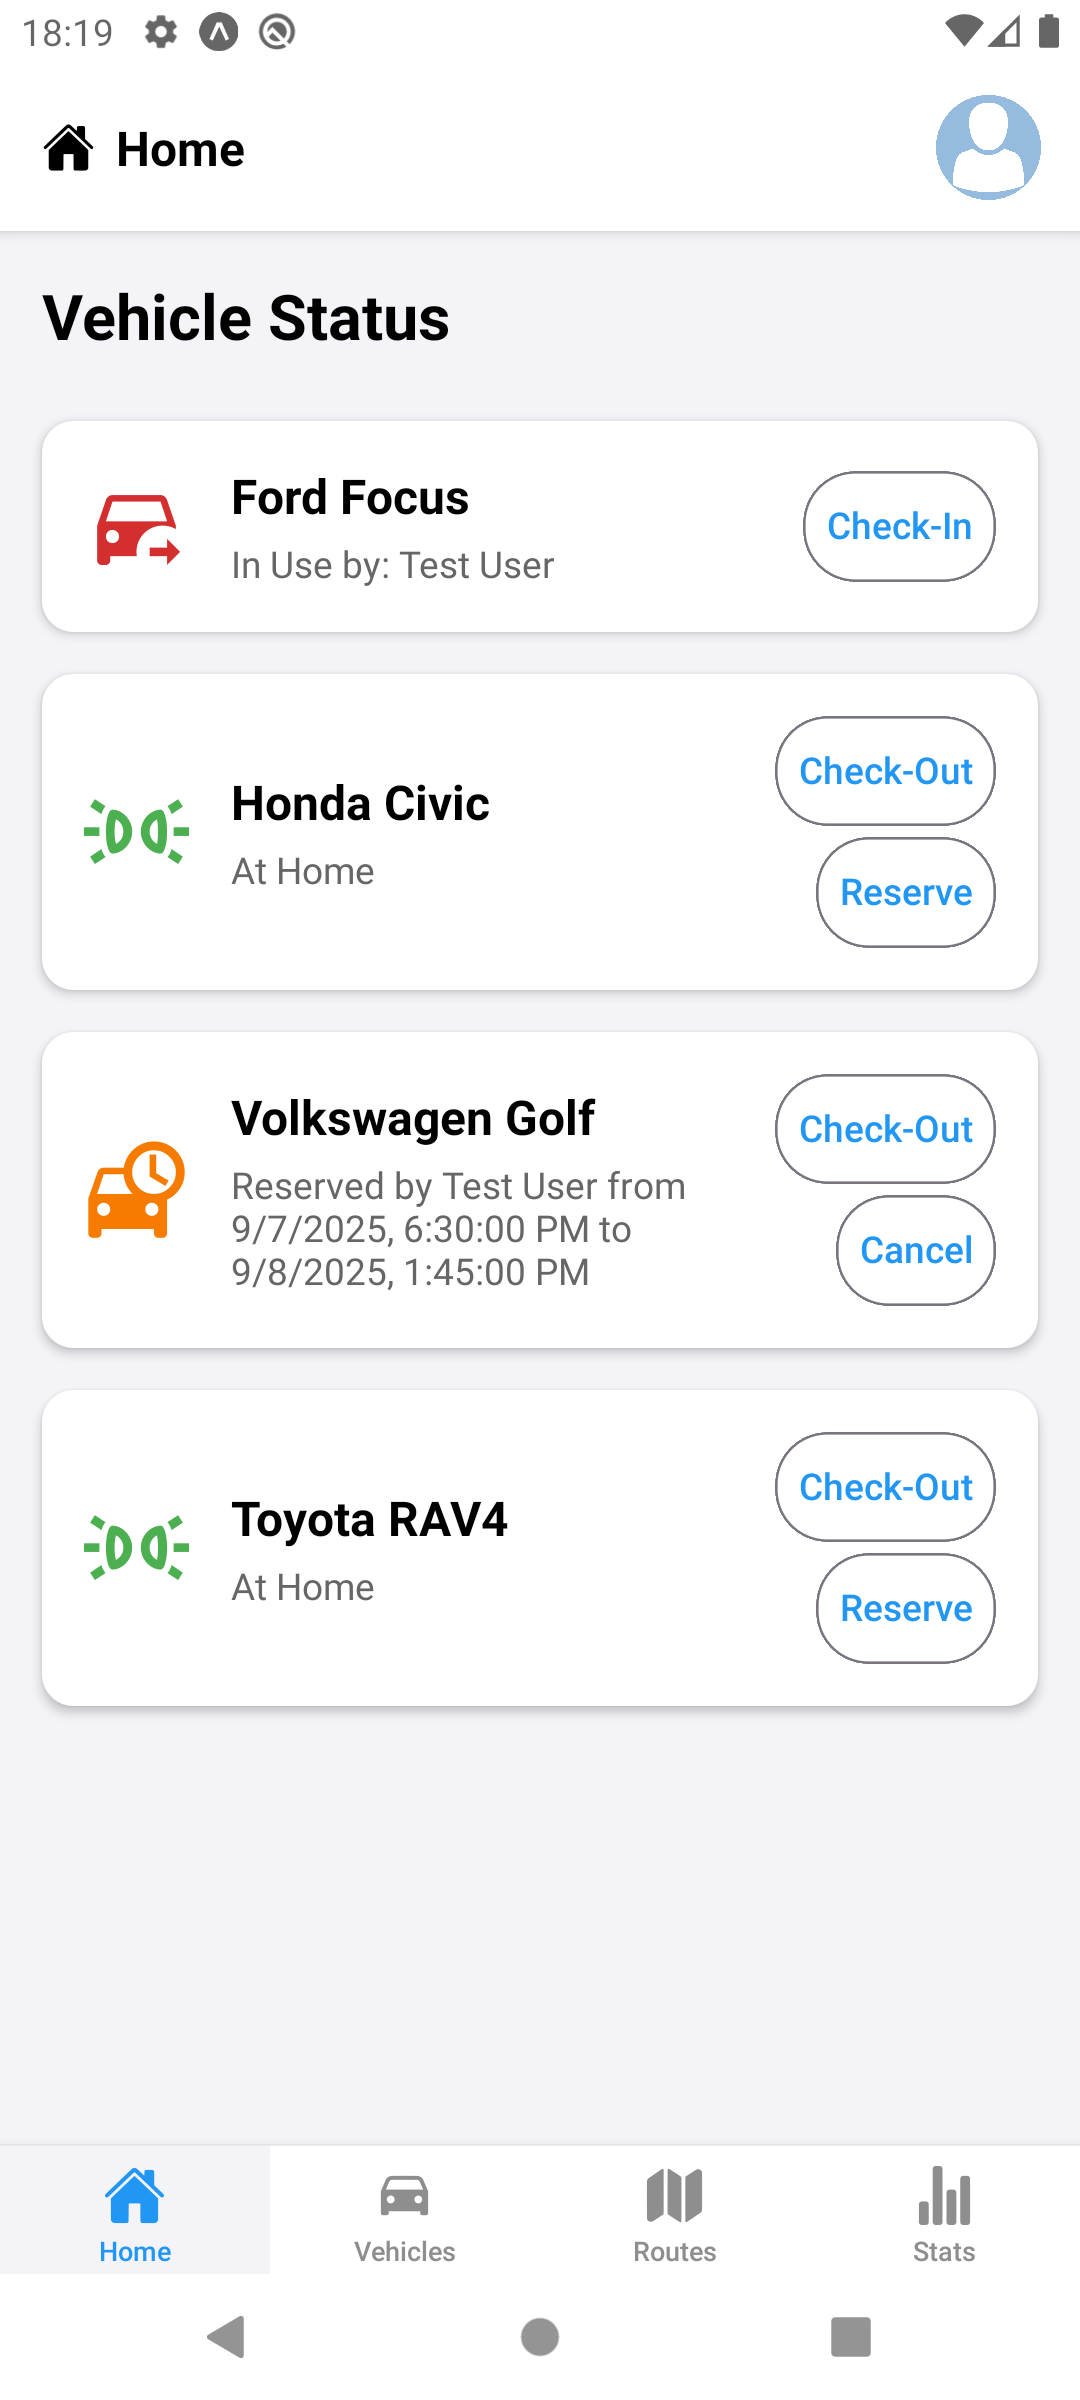 18:19
Home
Vehicle Status
Ford Focus
In Use by: Test User
Check-In
Honda Civic
At Home
Check-Out
Reserve
Volkswagen Golf
Reserved by Test User from
9/7/2025, 6:30:00 PM to
9/8/2025, 1:45:00 PM
Check-Out
Cancel
Toyota RAV4
At Home
Check-Out
Reserve
Home
Vehicles
Routes
Stats